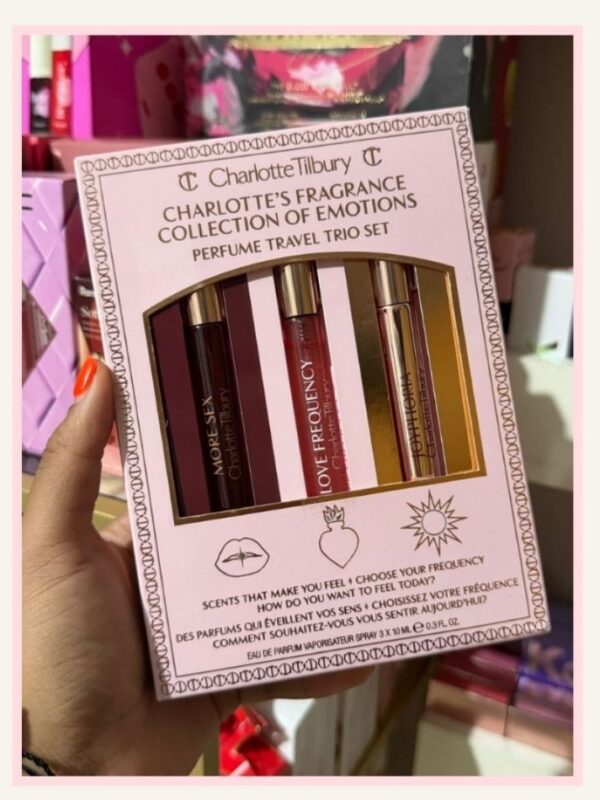 CT Charlotte Tilbury CT
CHARLOTTE'S FRAGRANCE
COLLECTION OF EMOTIONS
PERFUME TRAVEL TRIO SET
MORE SEX
Charlotte Tilbury
LOVE FREQUENCY
Charlotte Tilbury
JOYPHORIA
Charlotte Tilbury
SCENTS THAT MAKE YOU FEEL ♦ CHOOSE YOUR FREQUENCY
HOW DO YOU WANT TO FEEL TODAY?
DES PARFUMS QUI ÉVEILLENT VOS SENS ♦ CHOISISSEZ VOTRE FRÉQUENCE
COMMENT SOUHAITEZ-VOUS VOUS SENTIR AUJOURD'HUI?
EAU DE PARFUM VAPORISATEUR SPRAY 3 X 10 ML ℮ 0.3 FL. OZ.